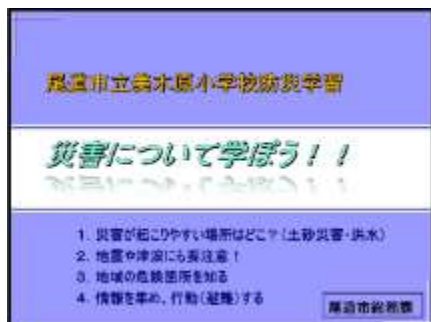 尾道市立美木原小学校防災学習
災害について学ぼう！！
1. 災害が起こりやすい場所はどこ？(土砂災害・洪水)
2. 地震や津波にも要注意！
3. 地域の危険箇所を知る
4. 情報を集め、行動(避難)する
尾道市総務課